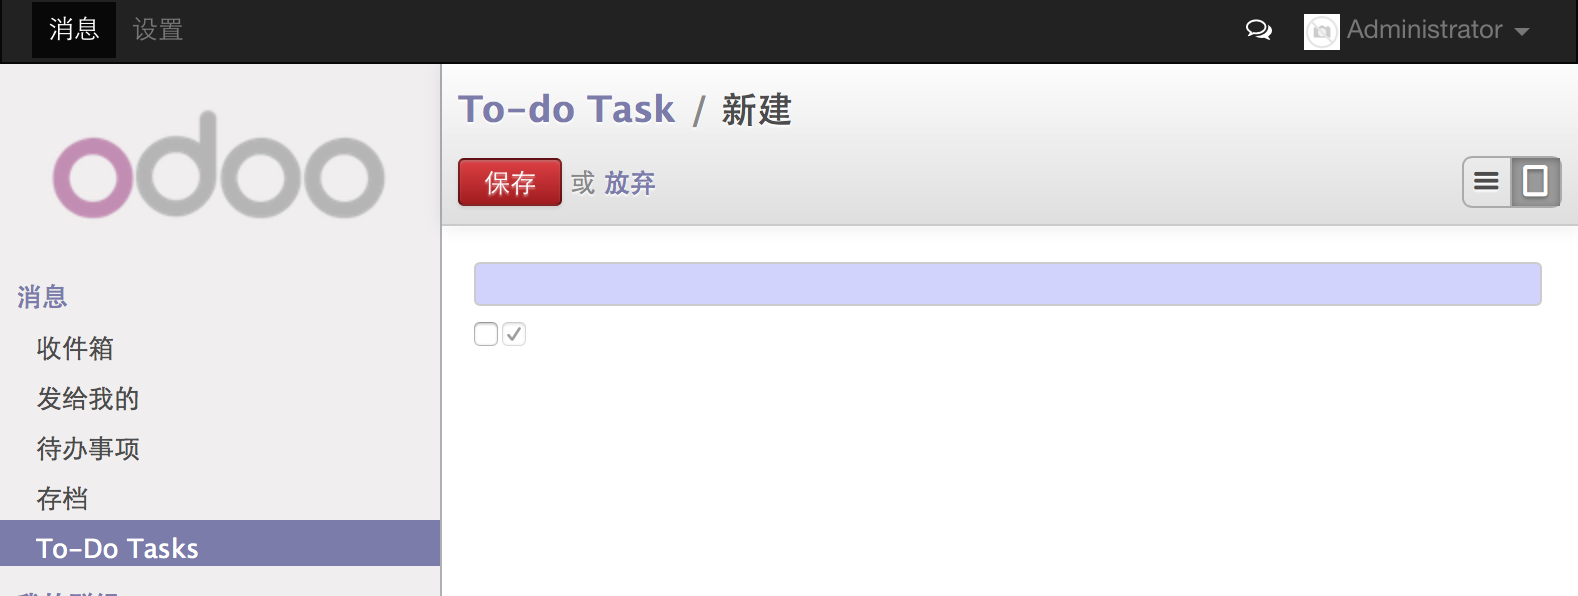 消息 设置 Administrator
odoo
To-do Task / 新建
保存 或 放弃
消息
收件箱
发给我的
待办事项
存档
To-Do Tasks